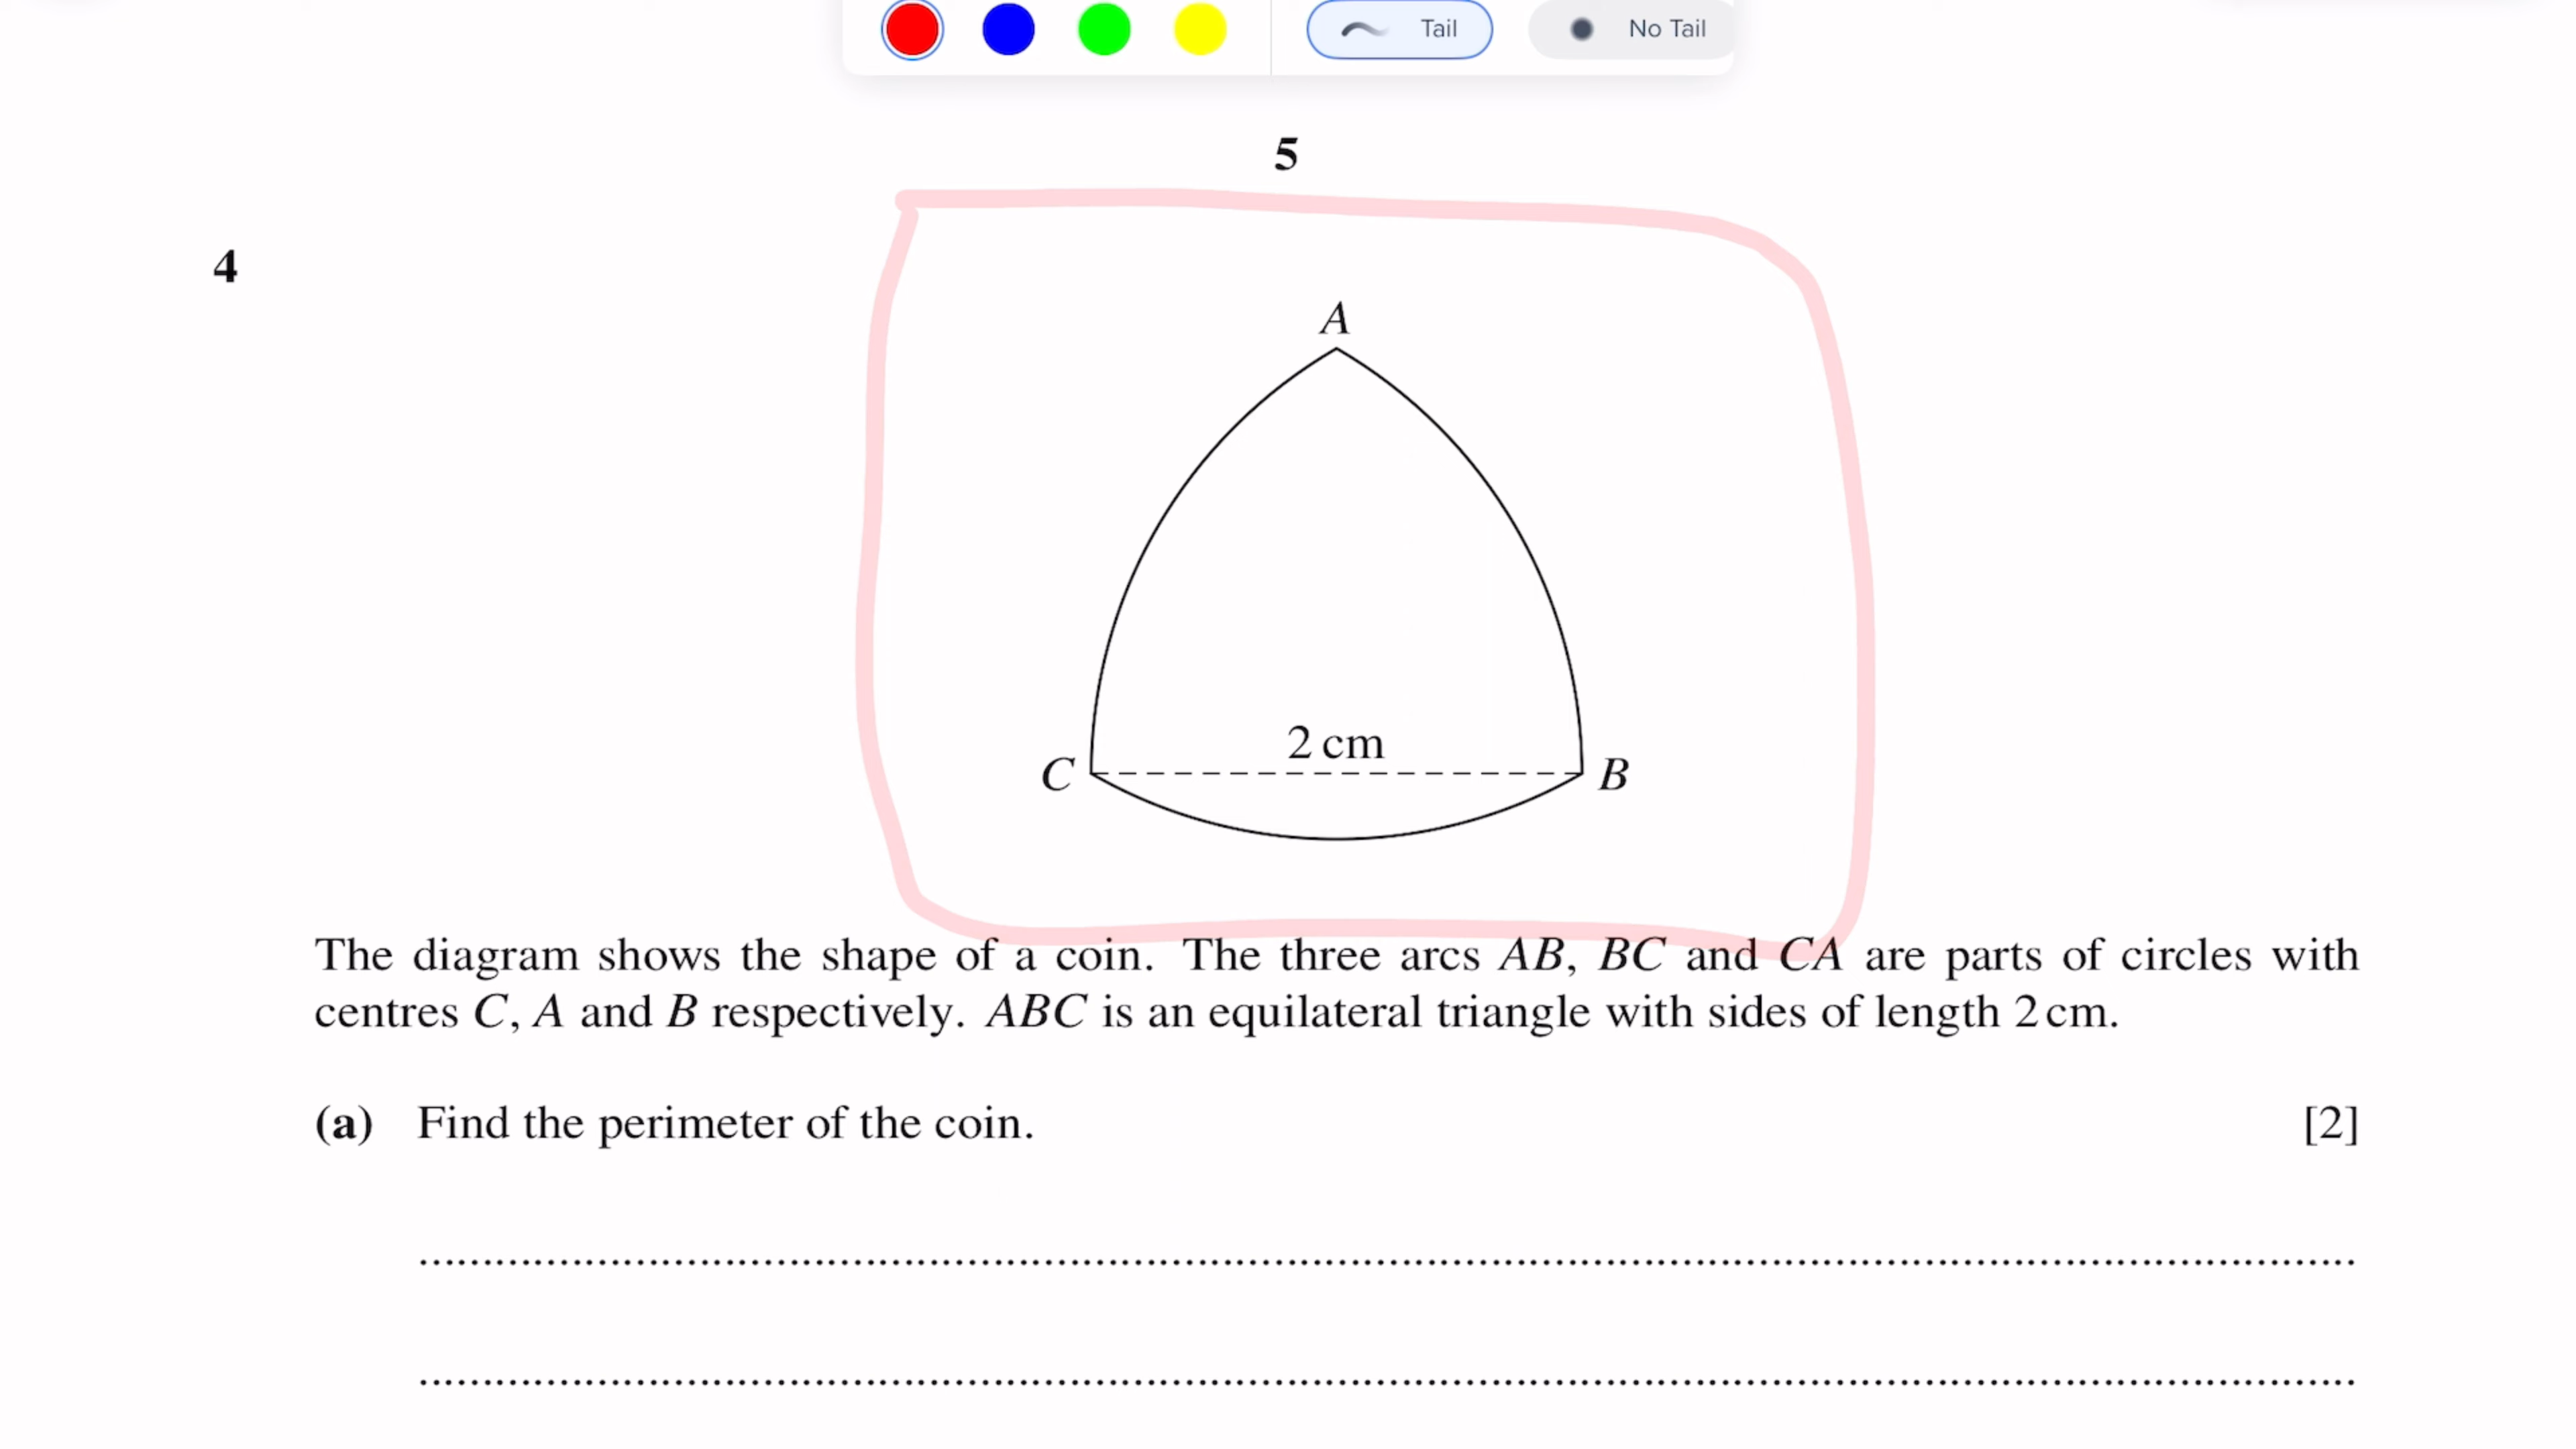 Tail No Tail
5
4
A
2 cm
C B
The diagram shows the shape of a coin. The three arcs AB, BC and CA are parts of circles with
centres C, A and B respectively. ABC is an equilateral triangle with sides of length 2 cm.
(a) Find the perimeter of the coin. [2]